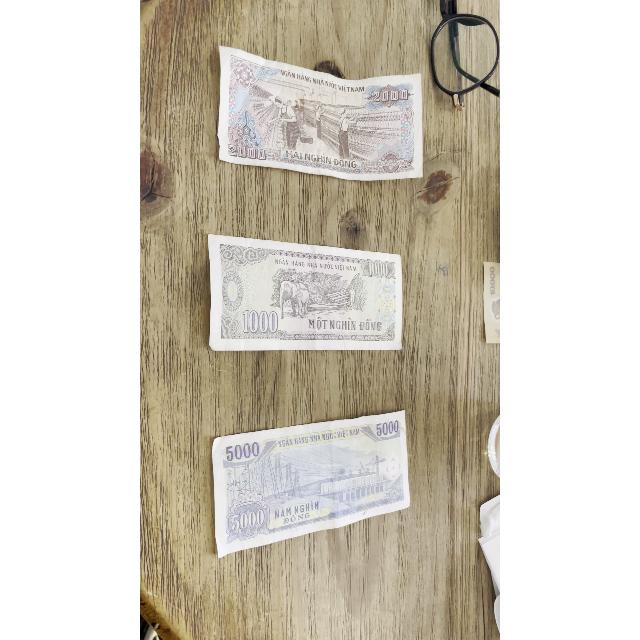 NGÂN HÀNG NHÀ NƯỚC VIỆT NAM
2000
2000 HAI NGHÌN ĐỒNG
NGÂN HÀNG NHÀ NƯỚC VIỆT NAM
1000
1000 MỘT NGHÌN ĐỒNG
NGÂN HÀNG NHÀ NƯỚC VIỆT NAM
5000 5000
5000 NĂM NGHÌN
ĐỒNG